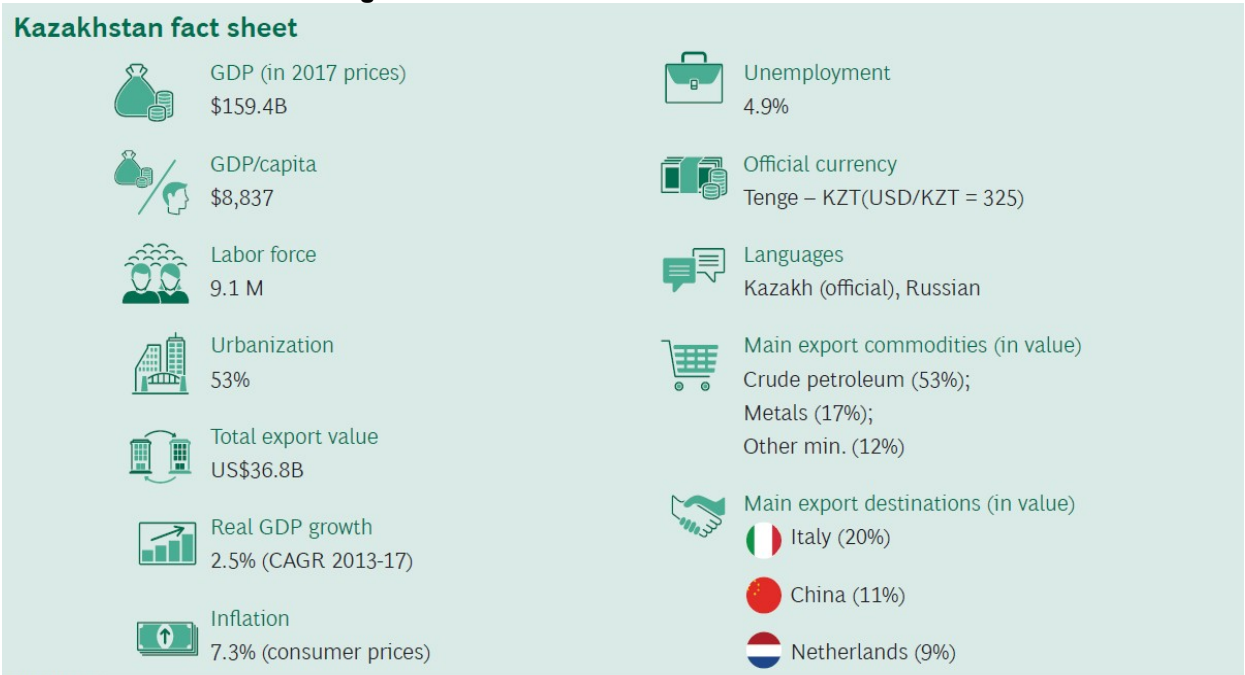 Kazakhstan fact sheet
GDP (in 2017 prices)
$159.4B
GDP/capita
$8,837
Labor force
9.1 M
Urbanization
53%
Total export value
US$36.8B
Real GDP growth
2.5% (CAGR 2013-17)
Inflation
7.3% (consumer prices)
Unemployment
4.9%
Official currency
Tenge – KZT(USD/KZT = 325)
Languages
Kazakh (official), Russian
Main export commodities (in value)
Crude petroleum (53%);
Metals (17%);
Other min. (12%)
Main export destinations (in value)
Italy (20%)
China (11%)
Netherlands (9%)